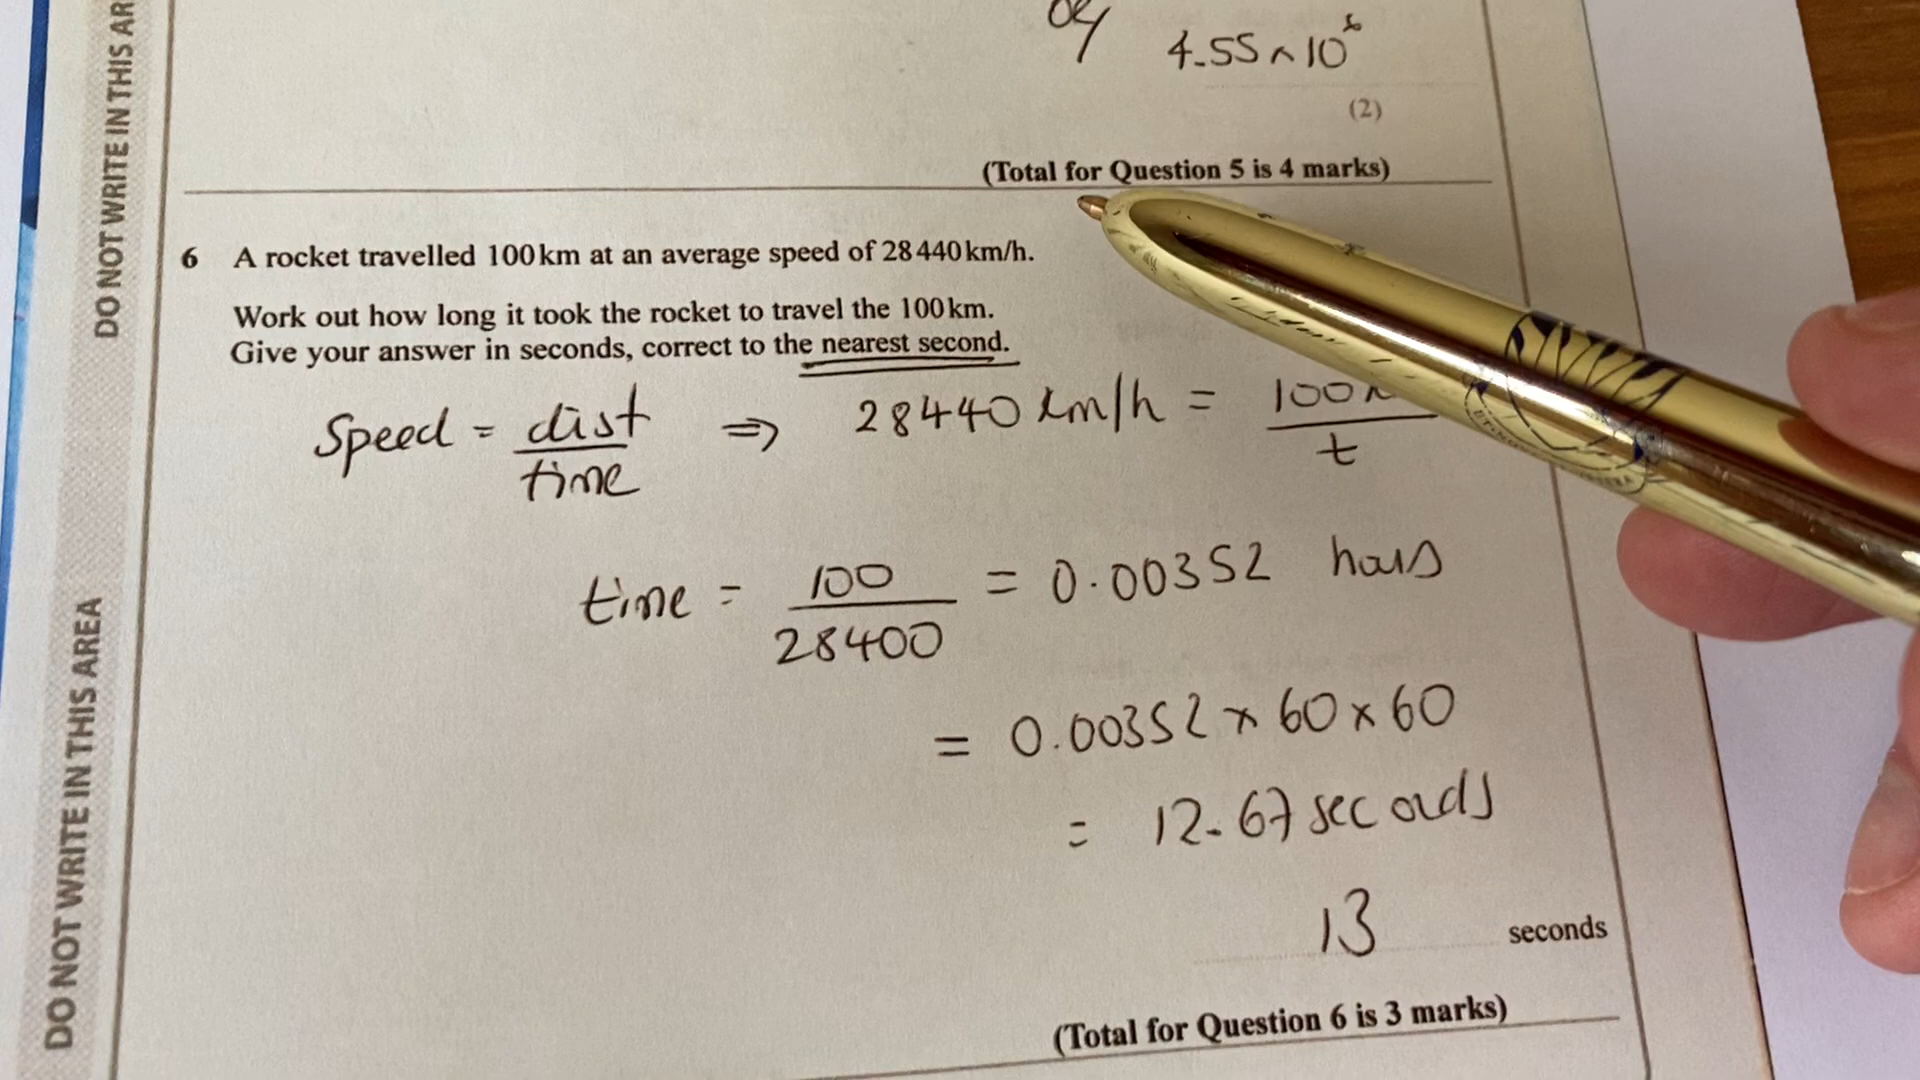 4.55 × 10
(2)
(Total for Question 5 is 4 marks)
6 A rocket travelled 100 km at an average speed of 28 440 km/h.
Work out how long it took the rocket to travel the 100 km.
Give your answer in seconds, correct to the nearest second.
Speed = dist / time ⇒ 28440 km/h = 100 / t
time = 100 / 28400 = 0.00352 hours
= 0.00352 × 60 × 60
= 12.67 seconds
13 seconds
(Total for Question 6 is 3 marks)
DO NOT WRITE IN THIS AR
DO NOT WRITE IN THIS AREA